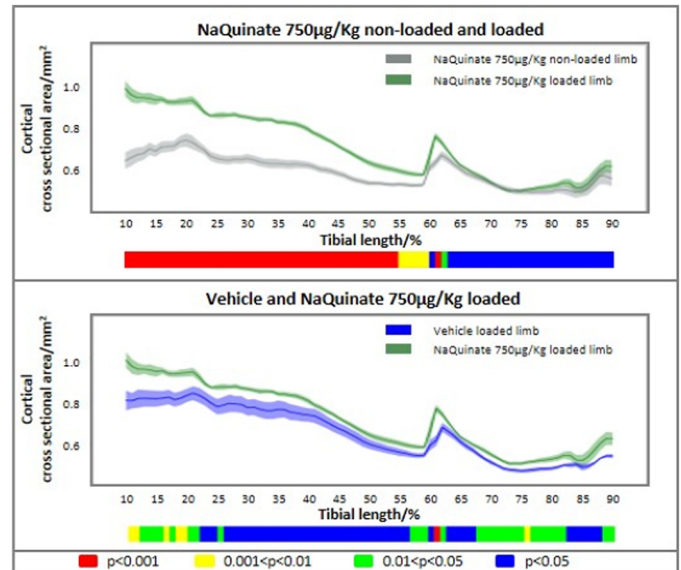 NaQuinate 750µg/Kg non-loaded and loaded
Cortical
cross sectional area/mm²
1.0
0.8
0.6
NaQuinate 750µg/Kg non-loaded limb
NaQuinate 750µg/Kg loaded limb
10 15 20 25 30 35 40 45 50 55 60 65 70 75 80 85 90
Tibial length/%
Vehicle and NaQuinate 750µg/Kg loaded
Cortical
cross sectional area/mm²
1.0
0.8
0.6
Vehicle loaded limb
NaQuinate 750µg/Kg loaded limb
10 15 20 25 30 35 40 45 50 55 60 65 70 75 80 85 90
Tibial length/%
p<0.001 0.001<p<0.01 0.01<p<0.05 p<0.05